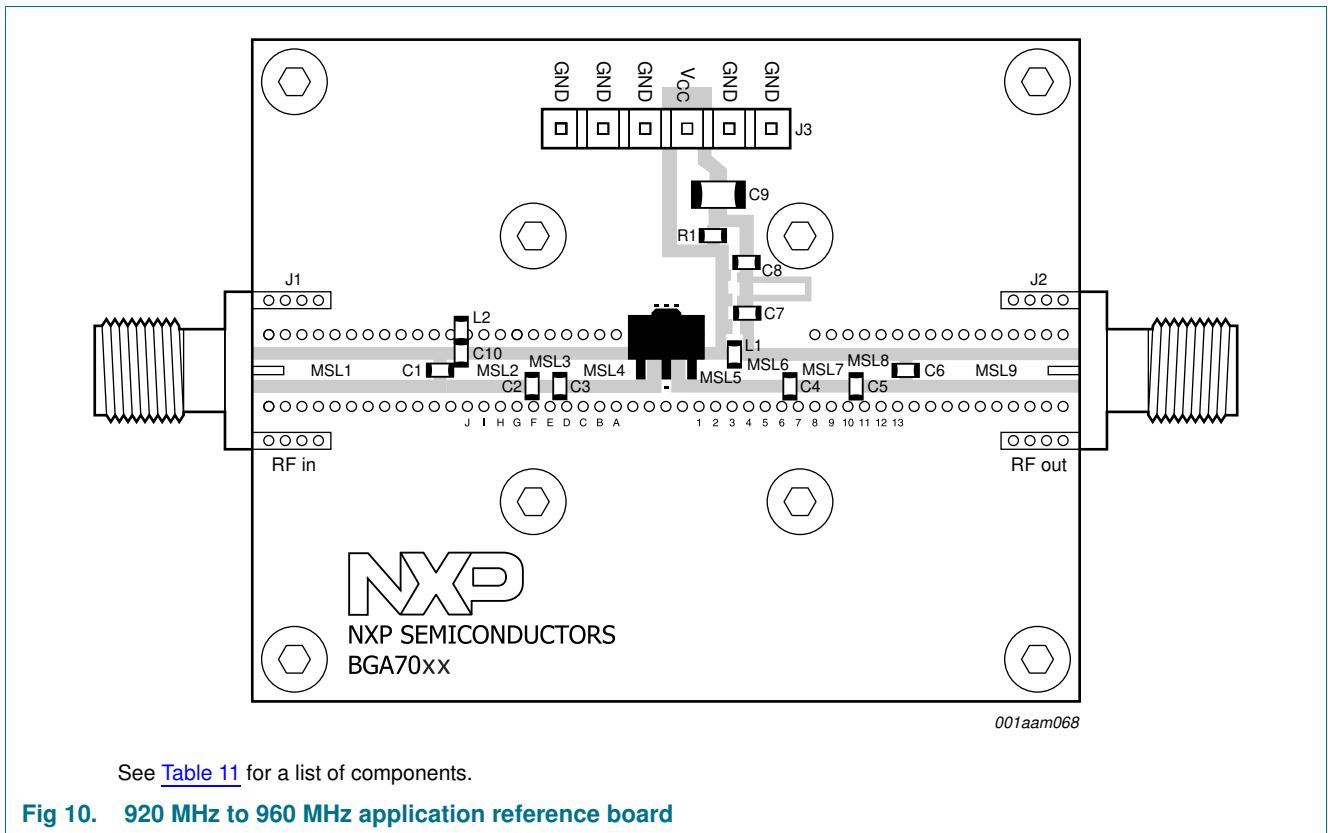 GND GND GND VCC GND GND
J3
C9
R1
C8
J1
J2
C7
L2
L1
C10
MSL1 C1 MSL2 MSL3 MSL4 MSL5 MSL6 MSL7 MSL8 C6 MSL9
C2 C3 C4 C5
J I H G F E D C B A 1 2 3 4 5 6 7 8 9 10 11 12 13
RF in
RF out
NXP
NXP SEMICONDUCTORS
BGA70xx
001aam068
See Table 11 for a list of components.
Fig 10. 920 MHz to 960 MHz application reference board